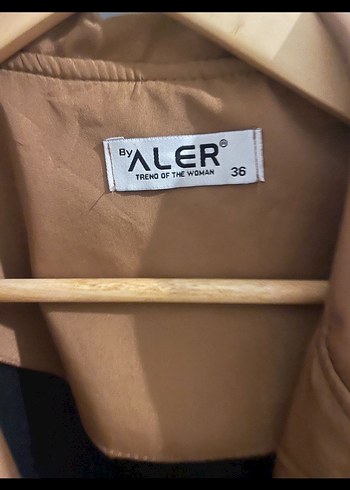 By ALER®
TREND OF THE WOMAN
36